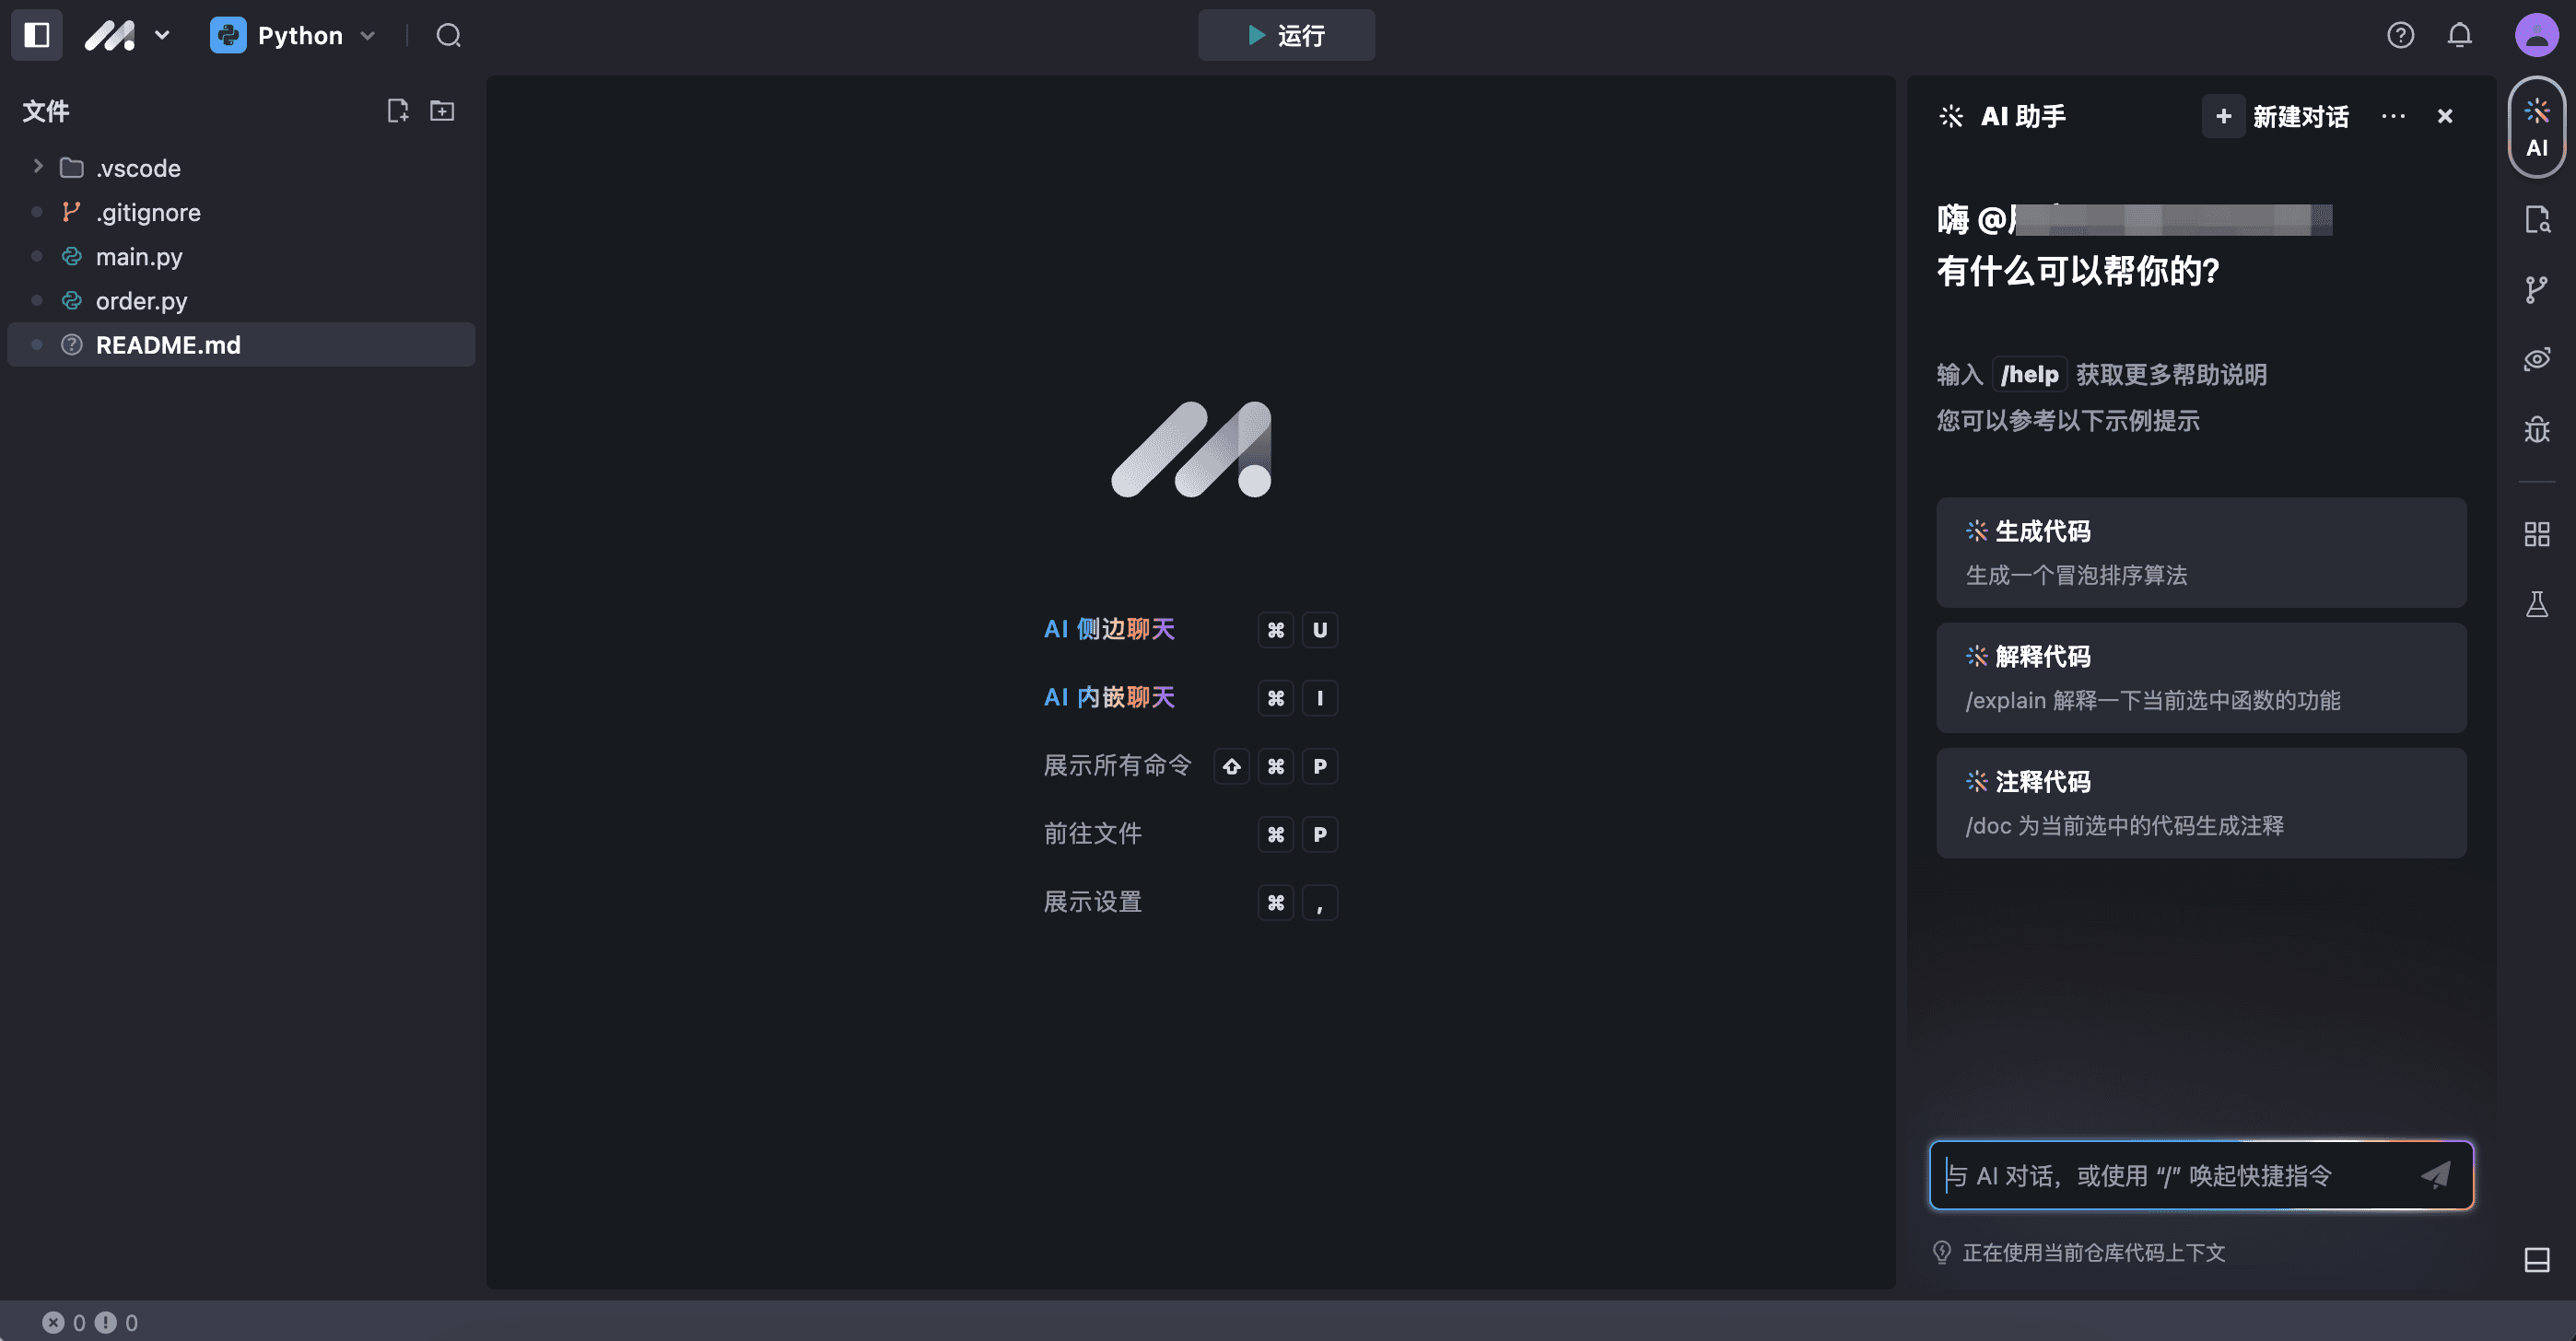 Python
运行
文件
.vscode
.gitignore
main.py
order.py
README.md
AI 侧边聊天 ⌘ U
AI 内嵌聊天 ⌘ I
展示所有命令 ⇧ ⌘ P
前往文件 ⌘ P
展示设置 ⌘ ,
AI 助手
+ 新建对话 ···
嗨 @
有什么可以帮你的?
输入 /help 获取更多帮助说明
您可以参考以下示例提示
生成代码
生成一个冒泡排序算法
解释代码
/explain 解释一下当前选中函数的功能
注释代码
/doc 为当前选中的代码生成注释
与 AI 对话，或使用 “/” 唤起快捷指令
正在使用当前仓库代码上下文
AI
0 0